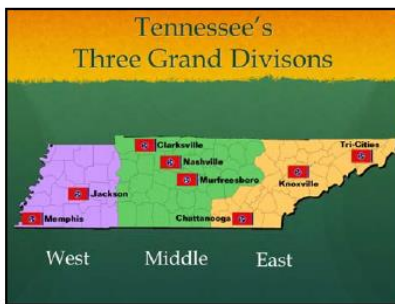 Tennessee's
Three Grand Divisons
Clarksville
Tri-Cities
Nashville
Knoxville
Murfreesboro
Jackson
Memphis
Chattanooga
West
Middle
East